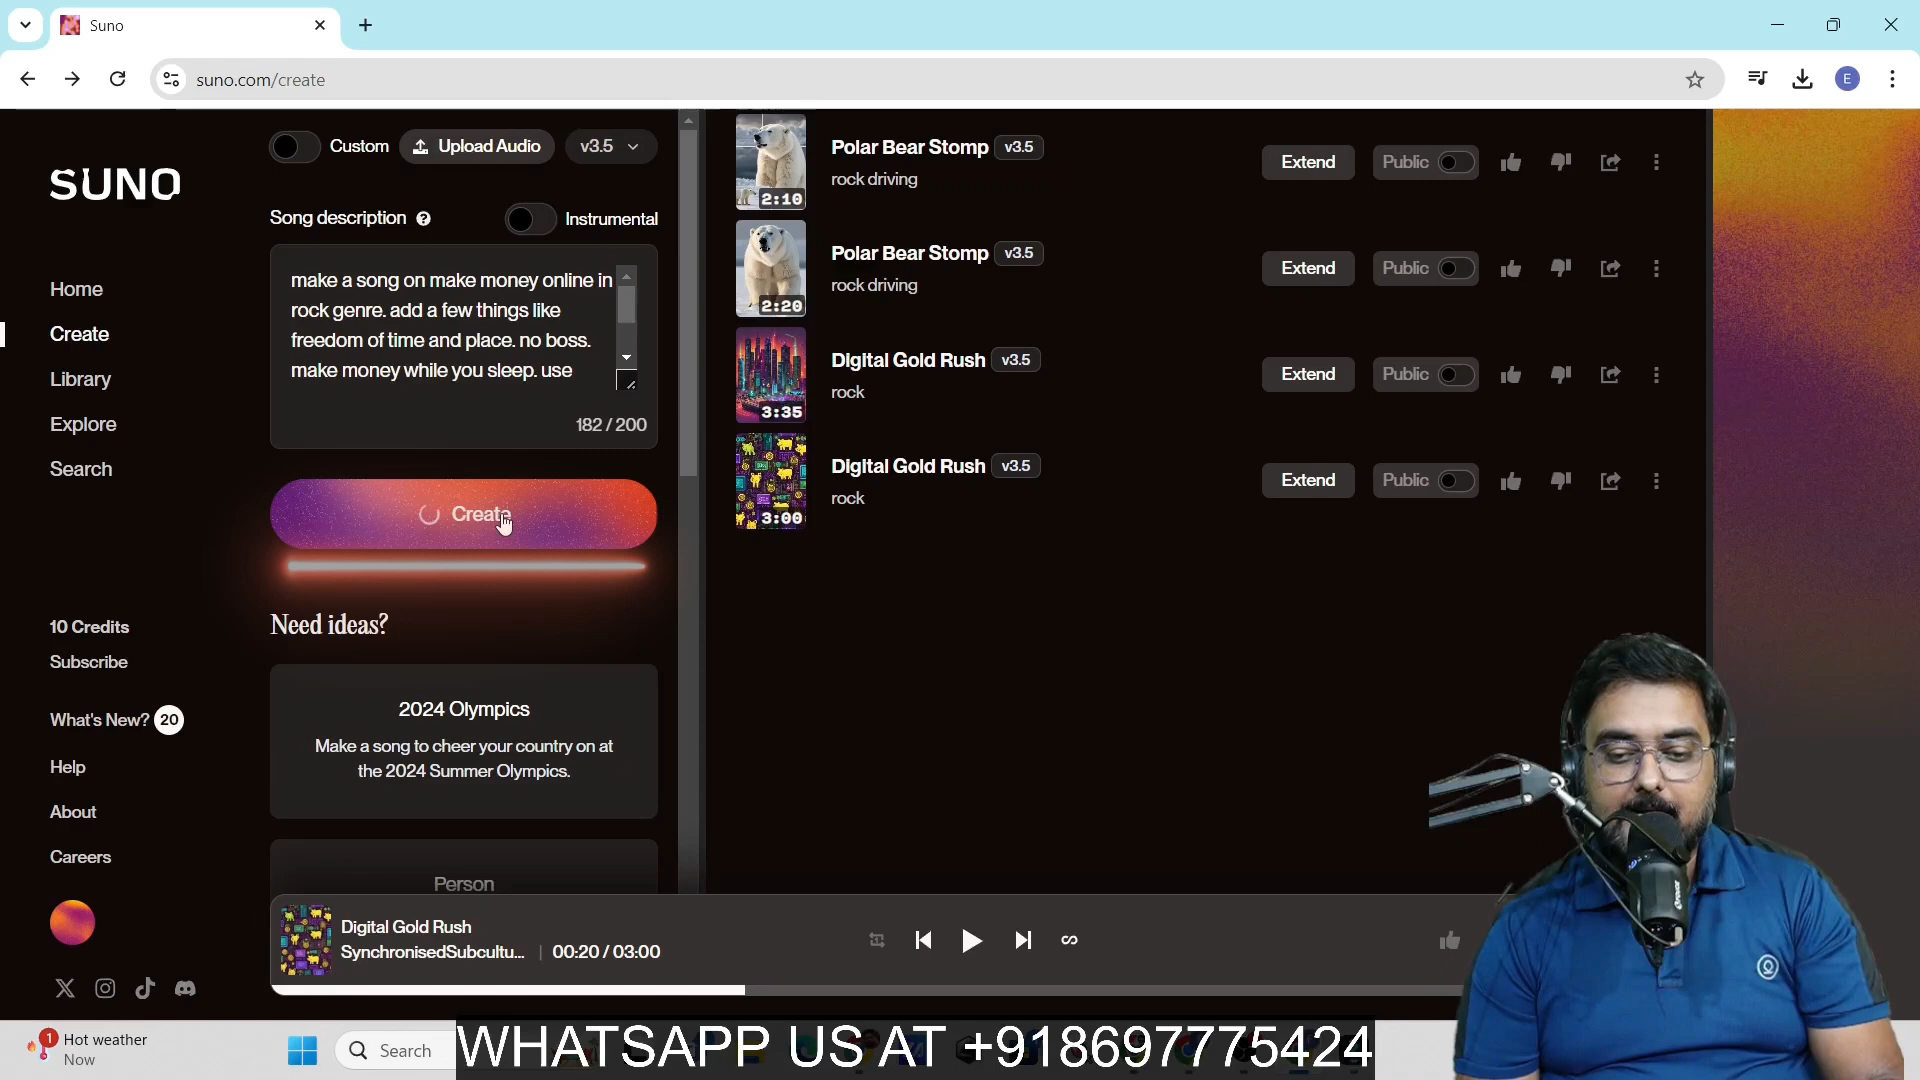 Suno
suno.com/create
E
SUNO
Home
Create
Library
Explore
Search
10 Credits
Subscribe
What's New? 20
Help
About
Careers
Custom
Upload Audio
v3.5
Song description ?
Instrumental
make a song on make money online in
rock genre. add a few things like
freedom of time and place. no boss.
make money while you sleep. use
182 / 200
Create
Need ideas?
2024 Olympics
Make a song to cheer your country on at
the 2024 Summer Olympics.
Person
2:10
Polar Bear Stomp v3.5
rock driving
Extend
Public
2:20
Polar Bear Stomp v3.5
rock driving
Extend
Public
3:35
Digital Gold Rush v3.5
rock
Extend
Public
3:00
Digital Gold Rush v3.5
rock
Extend
Public
Digital Gold Rush
SynchronisedSubcultu... | 00:20 / 03:00
1
Hot weather
Now
Search
WHATSAPP US AT +918697775424